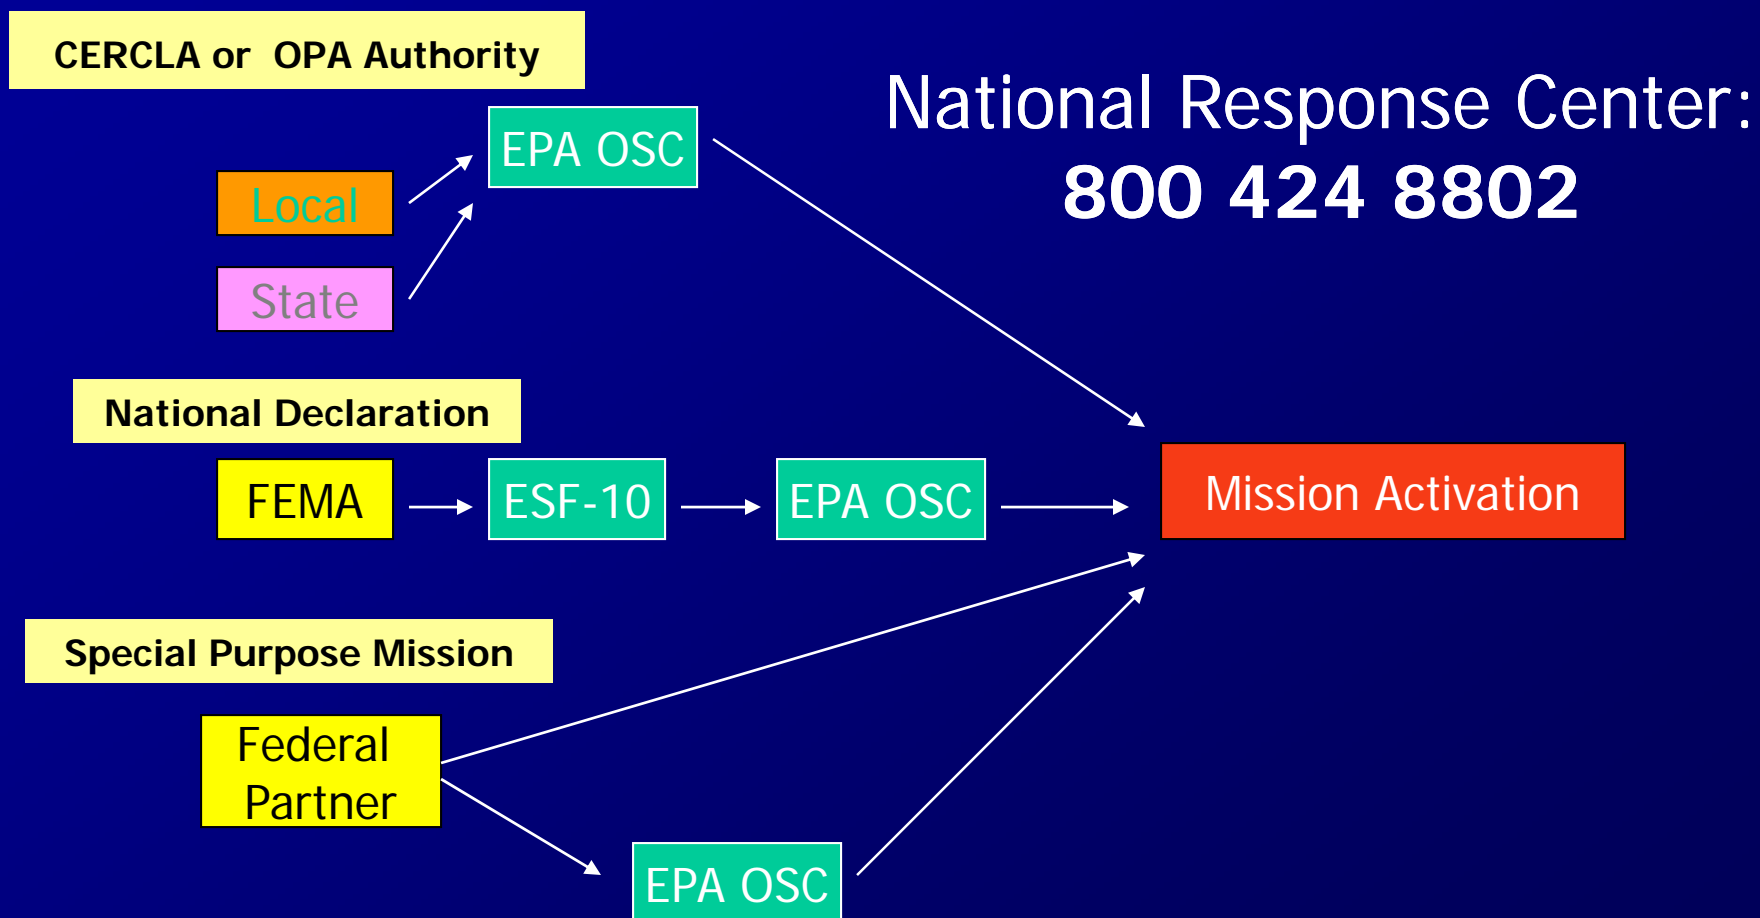 CERCLA or OPA Authority
National Response Center:
800 424 8802
EPA OSC
Local
State
National Declaration
FEMA
ESF-10
EPA OSC
Mission Activation
Special Purpose Mission
Federal
Partner
EPA OSC